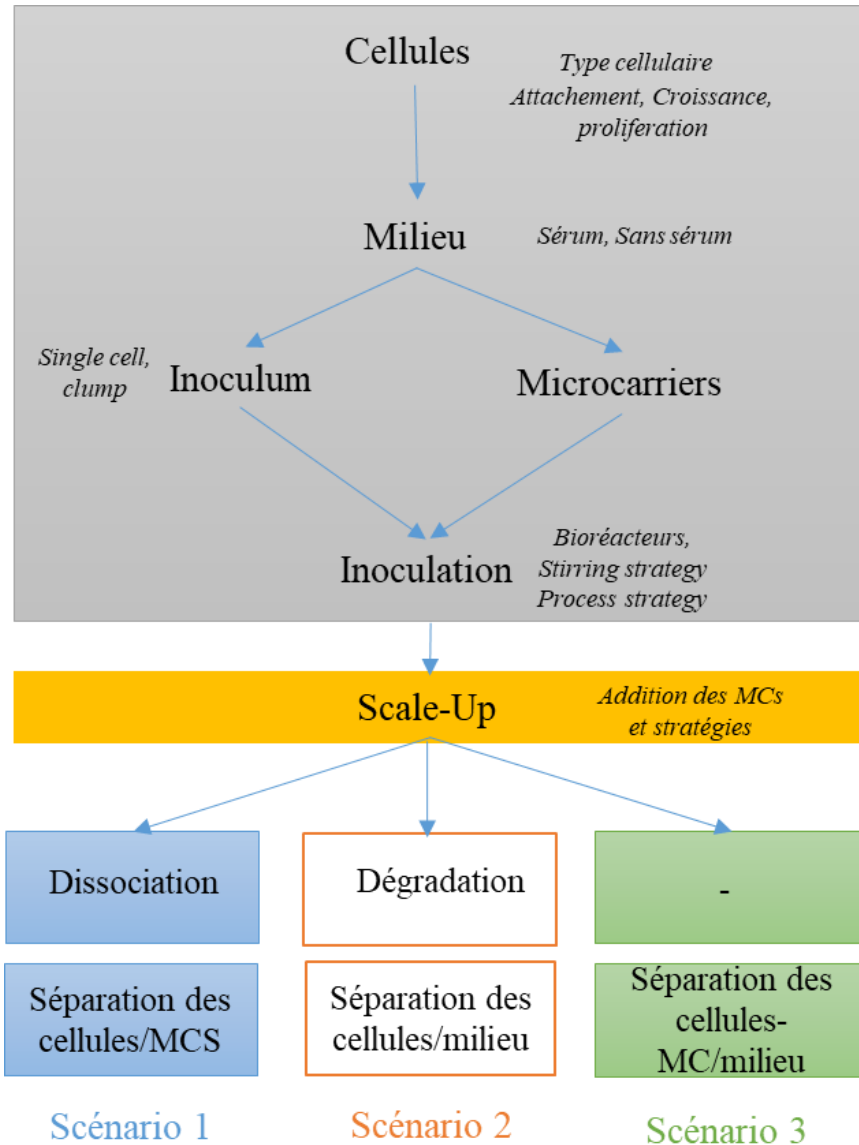 Cellules
Type cellulaire
Attachement, Croissance,
proliferation
Milieu
Sérum, Sans sérum
Single cell,
clump
Inoculum
Microcarriers
Inoculation
Bioréacteurs,
Stirring strategy
Process strategy
Scale-Up
Addition des MCs
et stratégies
Dissociation
Dégradation
-
Séparation des
cellules/MCS
Séparation des
cellules/milieu
Séparation des
cellules-
MC/milieu
Scénario 1
Scénario 2
Scénario 3